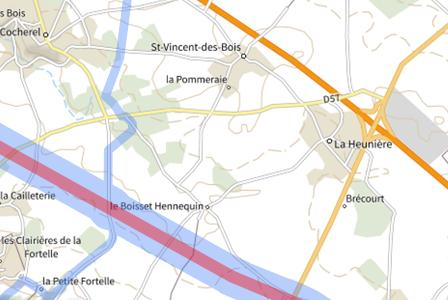 s Bois
Cocherel
St-Vincent-des-Bois
la Pommeraie
D57
La Heunière
la Cailleterie
le Boisset Hennequin
Brécourt
les Clairières de la
Fortelle
la Petite Fortelle